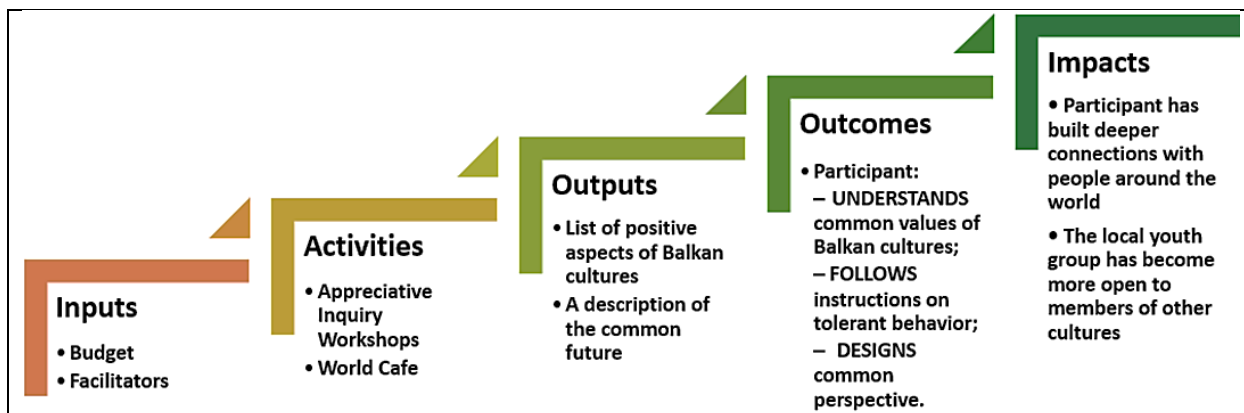 Inputs
• Budget
• Facilitators
Activities
• Appreciative
Inquiry
Workshops
• World Cafe
Outputs
• List of positive
aspects of Balkan
cultures
• A description of
the common
future
Outcomes
• Participant:
– UNDERSTANDS
common values of
Balkan cultures;
– FOLLOWS
instructions on
tolerant behavior;
– DESIGNS
common
perspective.
Impacts
• Participant has
built deeper
connections with
people around the
world
• The local youth
group has become
more open to
members of other
cultures